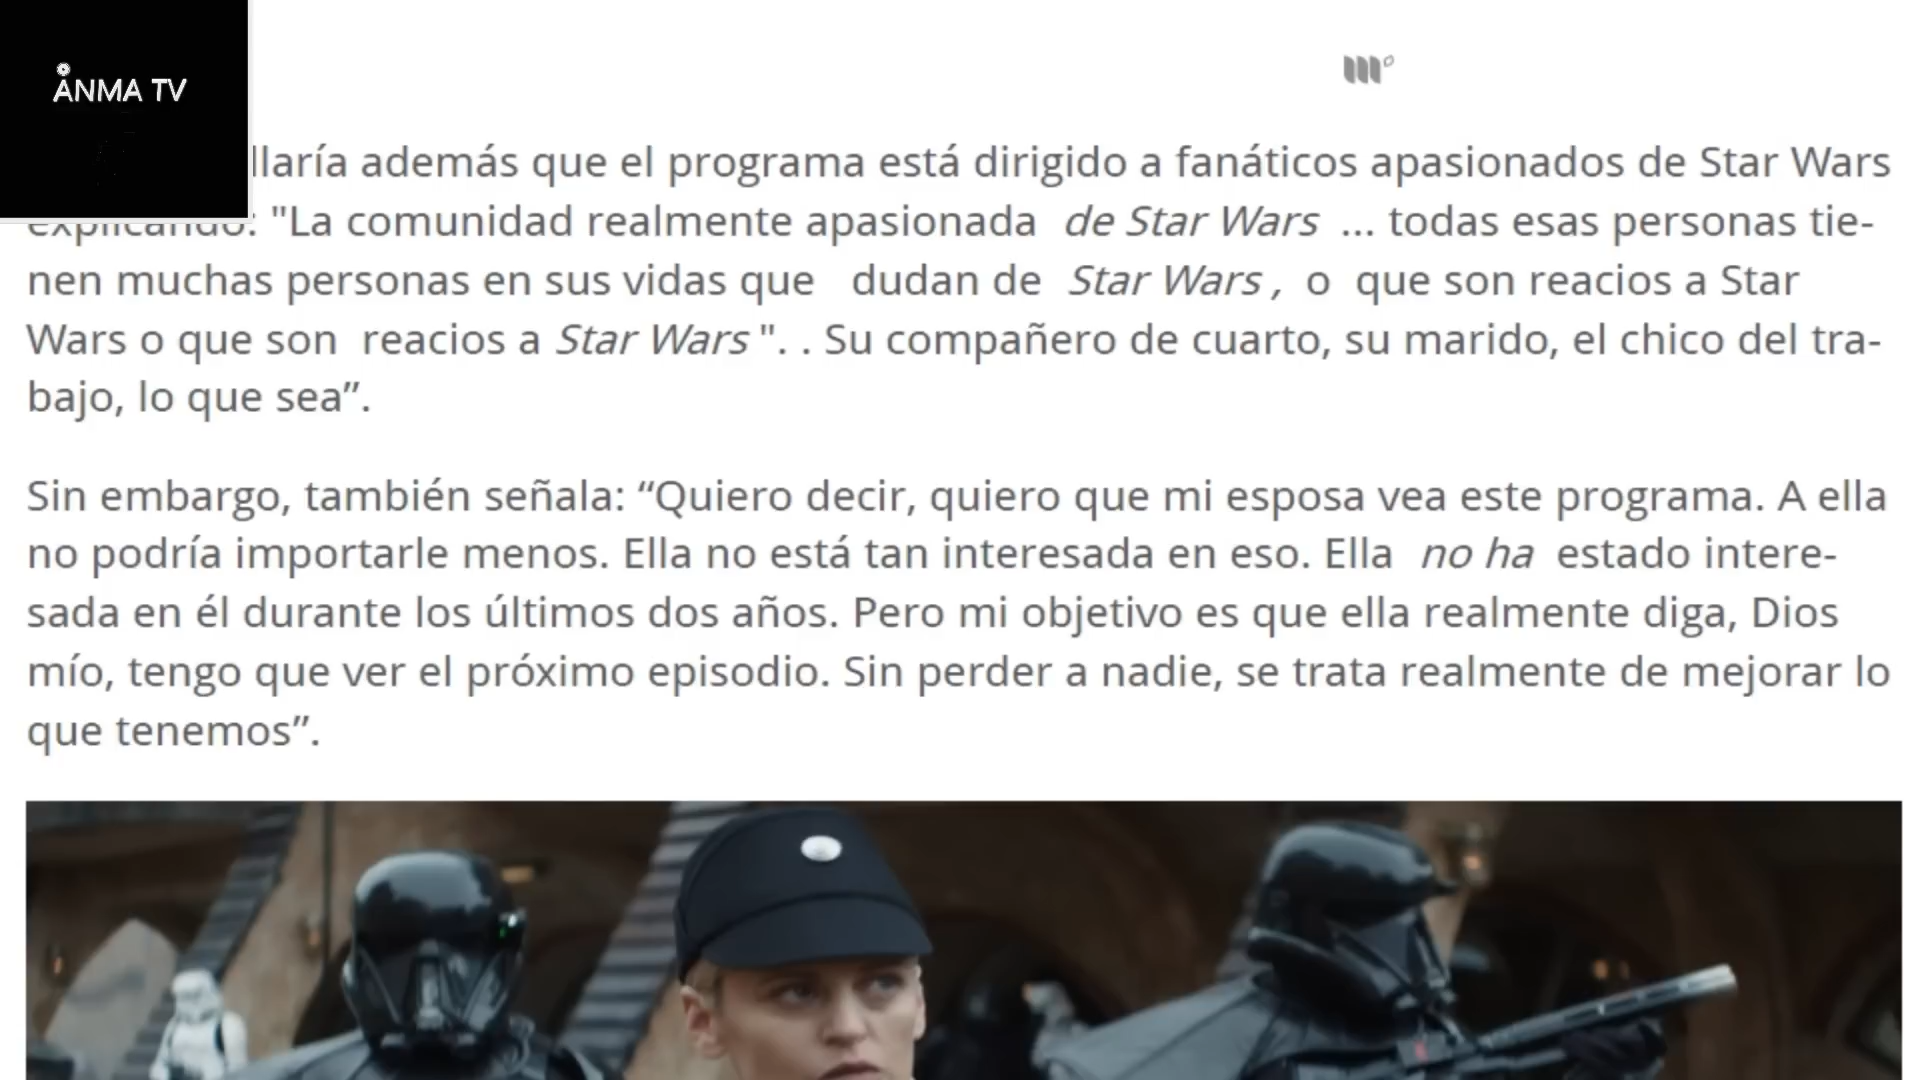 ÅNMA TV
llaría además que el programa está dirigido a fanáticos apasionados de Star Wars
explicando: "La comunidad realmente apasionada de Star Wars ... todas esas personas tie-
nen muchas personas en sus vidas que dudan de Star Wars , o que son reacios a Star
Wars o que son reacios a Star Wars ". . Su compañero de cuarto, su marido, el chico del tra-
bajo, lo que sea”.
Sin embargo, también señala: “Quiero decir, quiero que mi esposa vea este programa. A ella
no podría importarle menos. Ella no está tan interesada en eso. Ella no ha estado intere-
sada en él durante los últimos dos años. Pero mi objetivo es que ella realmente diga, Dios
mío, tengo que ver el próximo episodio. Sin perder a nadie, se trata realmente de mejorar lo
que tenemos”.